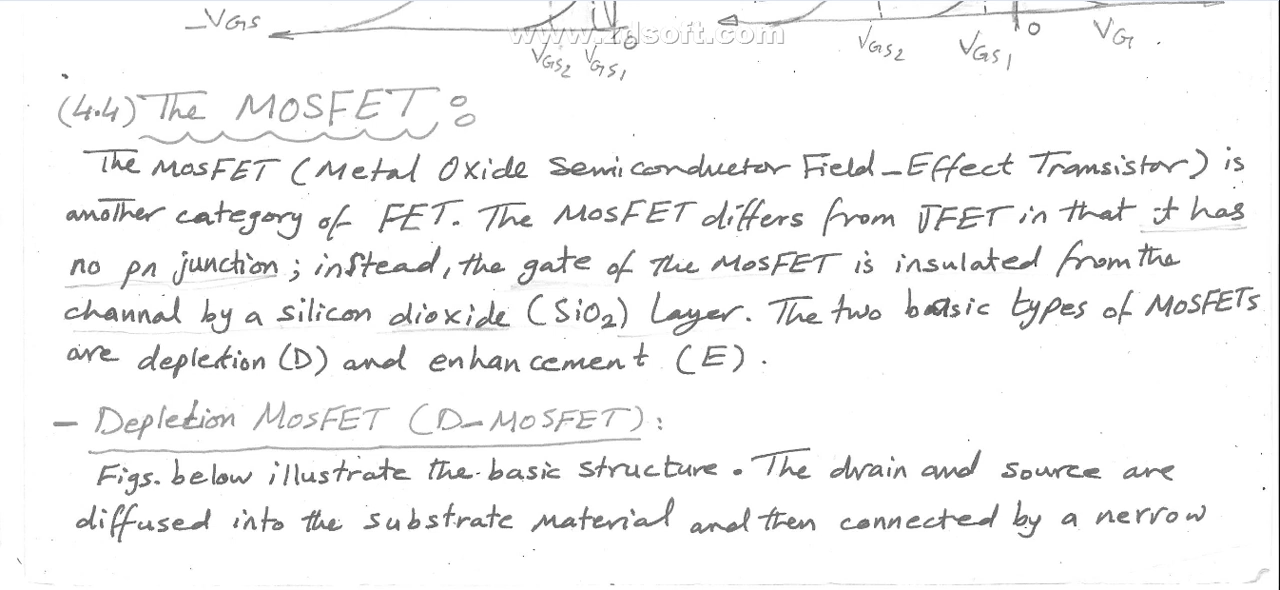 -VGS
0
VGS2 VGS1
VGS2 VGS1 0 VG .
(4.4) The MOSFET :
The MOSFET (Metal Oxide Semiconductor Field-Effect Transistor) is
another category of FET. The MOSFET differs from JFET in that it has
no pn junction; instead, the gate of the MOSFET is insulated from the
channal by a silicon dioxide (SiO2) Layer. The two basic types of MOSFETs
are depletion (D) and enhancement (E).
- Depletion MOSFET (D-MOSFET):
Figs. below illustrate the basic structure. The drain and source are
diffused into the substrate material and then connected by a nerrow